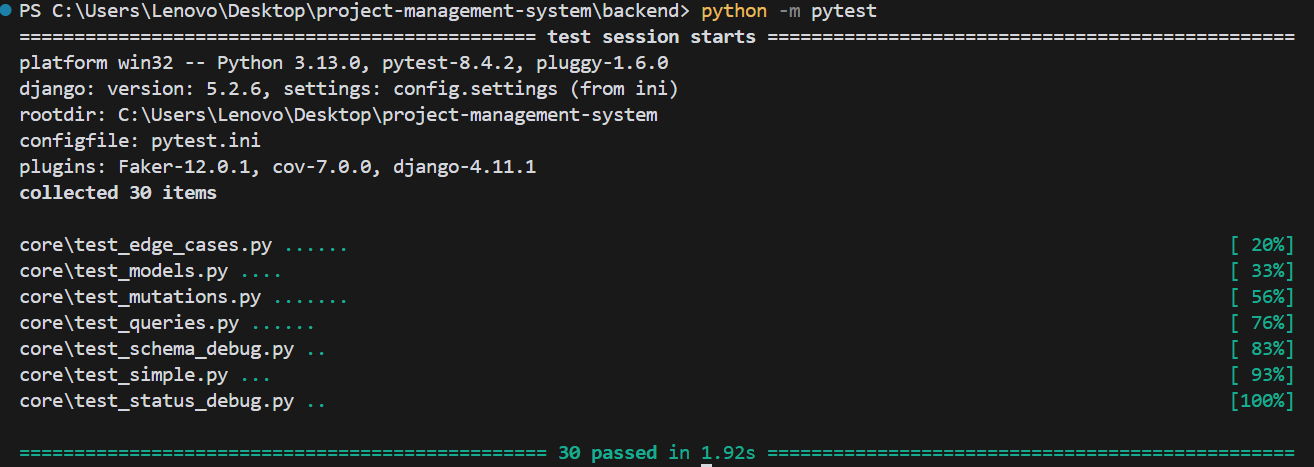 PS C:\Users\Lenovo\Desktop\project-management-system\backend> python -m pytest
=============================================== test session starts ================================================
platform win32 -- Python 3.13.0, pytest-8.4.2, pluggy-1.6.0
django: version: 5.2.6, settings: config.settings (from ini)
rootdir: C:\Users\Lenovo\Desktop\project-management-system
configfile: pytest.ini
plugins: Faker-12.0.1, cov-7.0.0, django-4.11.1
collected 30 items
core\test_edge_cases.py ...... [ 20%]
core\test_models.py .... [ 33%]
core\test_mutations.py ....... [ 56%]
core\test_queries.py ...... [ 76%]
core\test_schema_debug.py .. [ 83%]
core\test_simple.py ... [ 93%]
core\test_status_debug.py .. [100%]
================================================ 30 passed in 1.92s ================================================